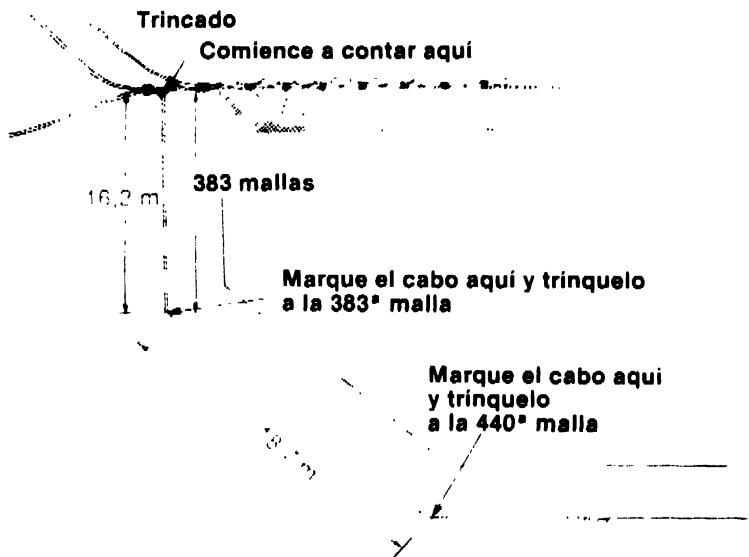 Trincado
Comience a contar aquí
16,2 m
383 mallas
Marque el cabo aquí y trínquelo
a la 383ª malla
Marque el cabo aqui
y trínquelo
a la 440ª malla
m